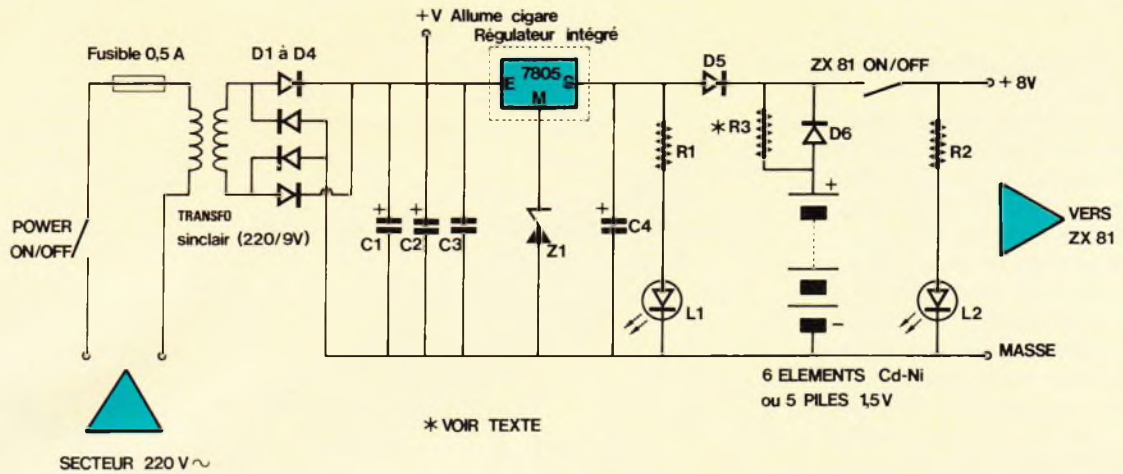 +V Allume cigare
Régulateur intégré
Fusible 0,5 A
D1 à D4
7805
E
S
M
D5
ZX 81 ON/OFF
+ 8V
* R3
D6
R1
R2
+
POWER
ON/OFF
TRANSFO
sinclair (220/9V)
+
C1
+
C2
C3
Z1
+
C4
VERS
ZX 81
L1
-
L2
MASSE
6 ELEMENTS Cd-Ni
ou 5 PILES 1,5V
* VOIR TEXTE
SECTEUR 220 V ~